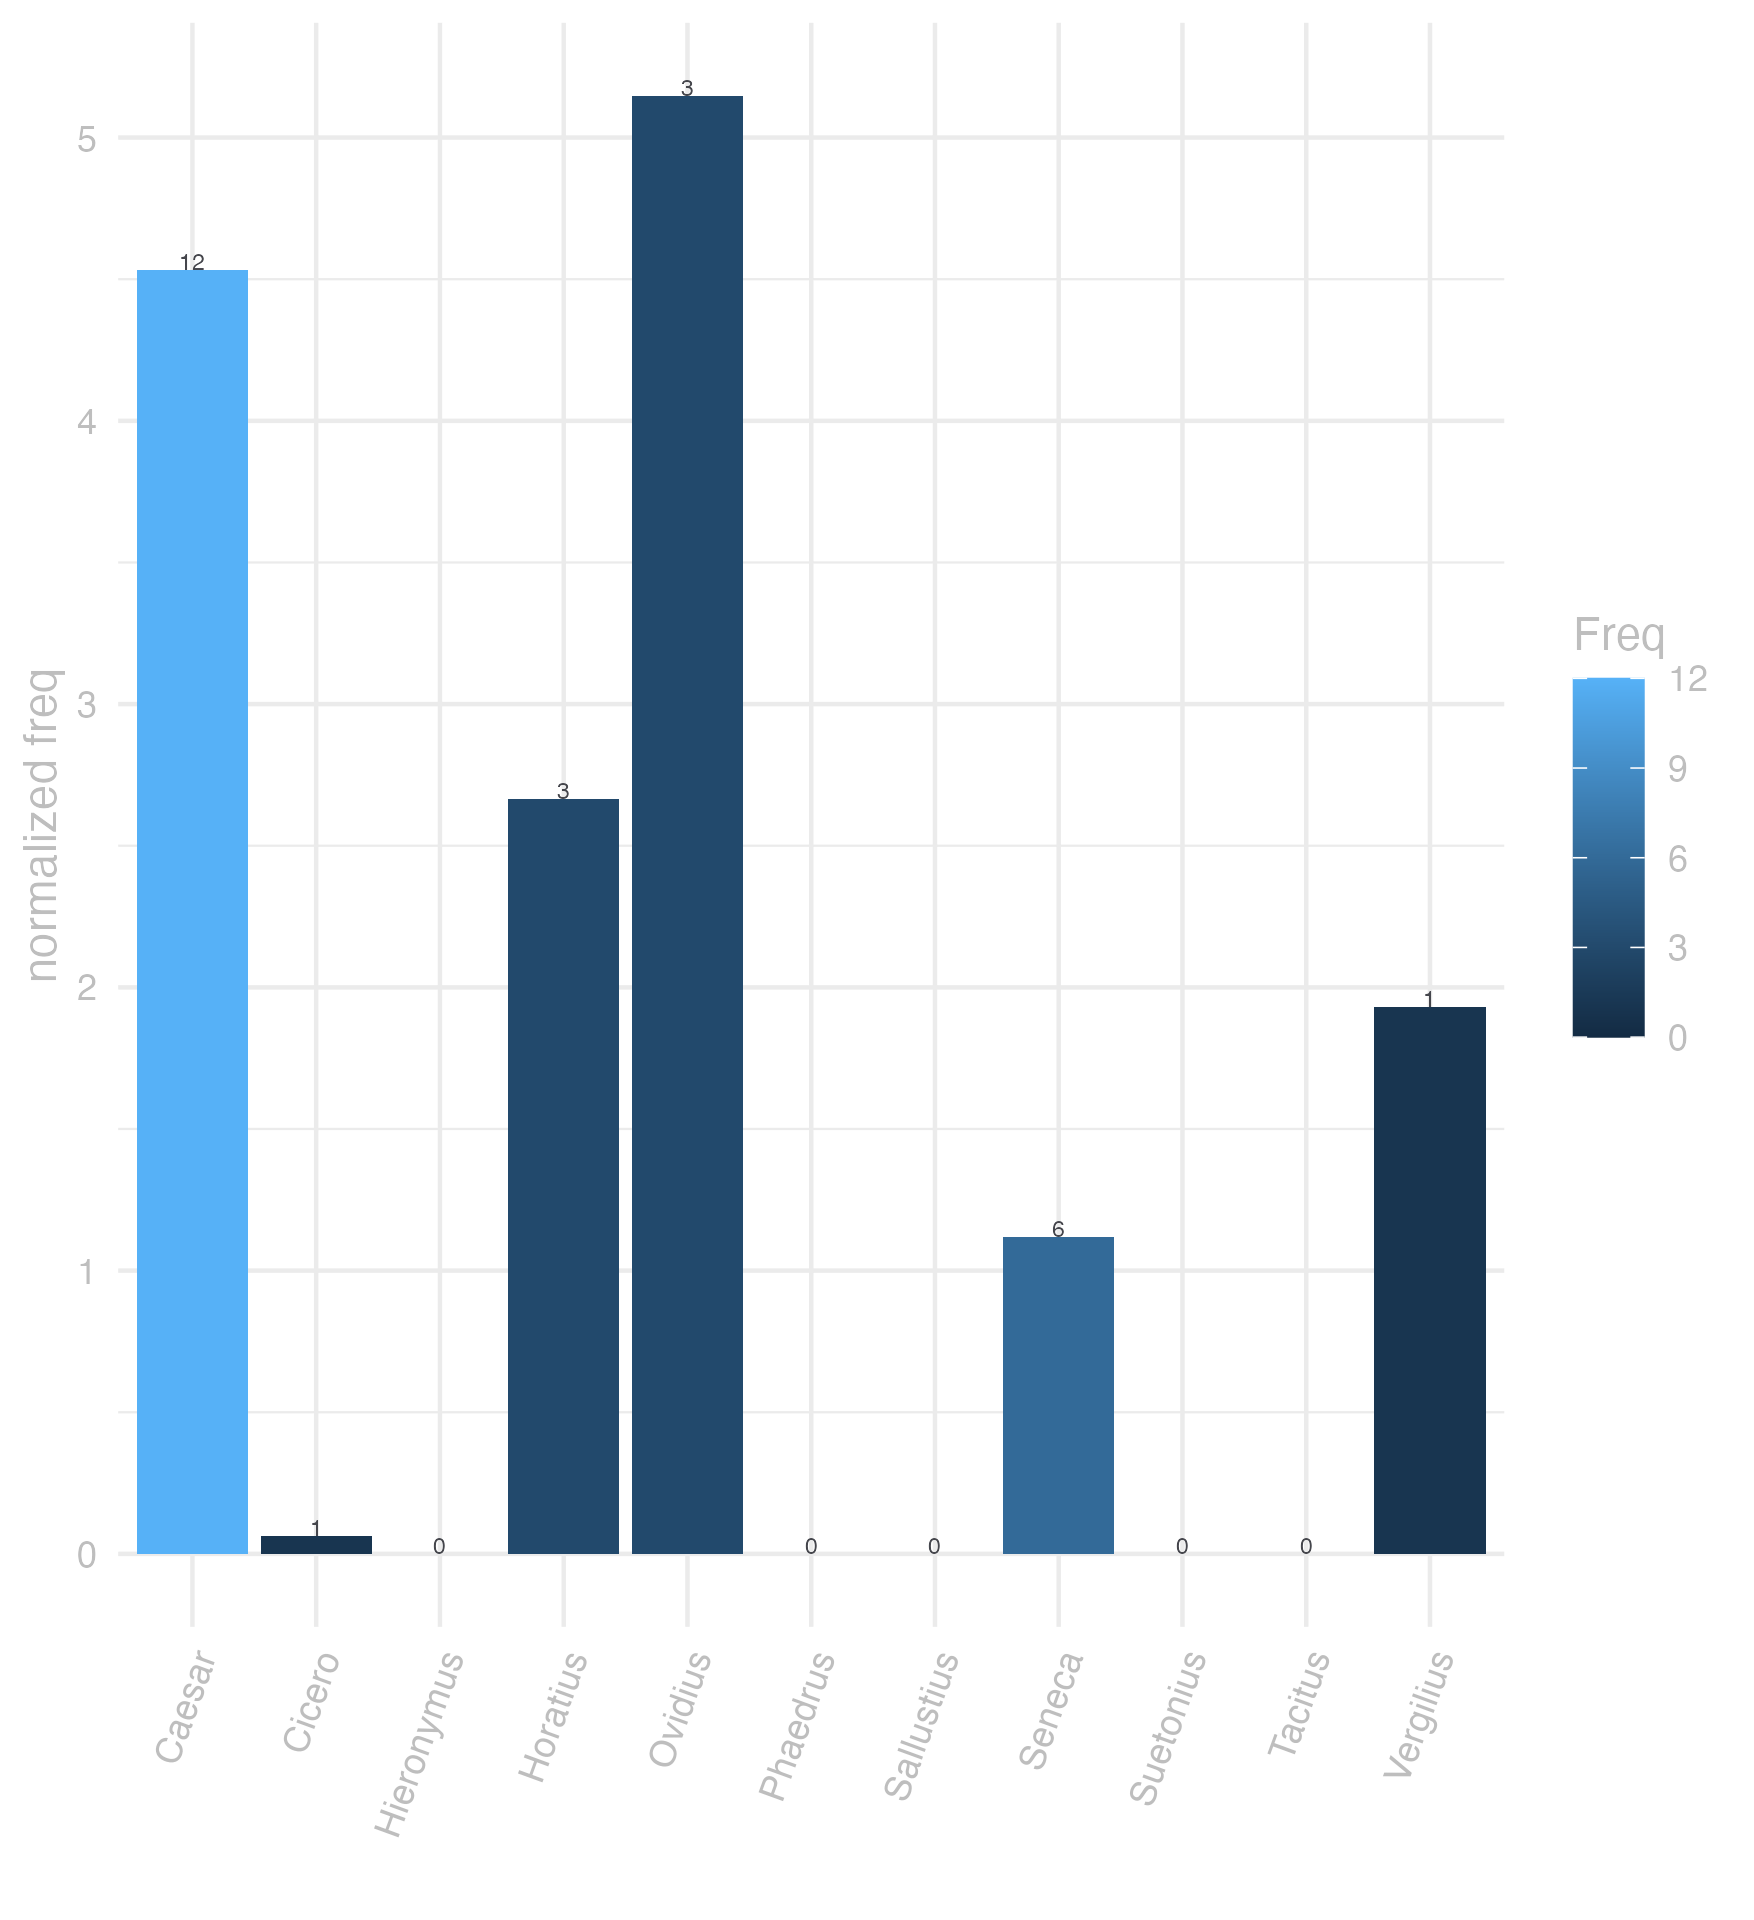 3
5
12
4
Freq
12
9
6
3
0
normalized freq
3
3
2
1
6
1
1
0
0
0
0
0
0
Caesar
Cicero
Hieronymus
Horatius
Ovidius
Phaedrus
Sallustius
Seneca
Suetonius
Tacitus
Vergilius